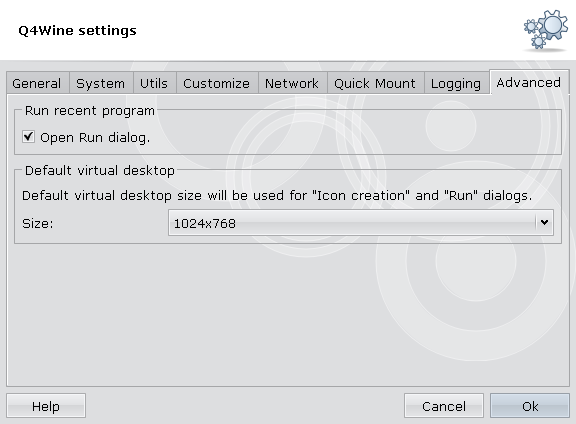 Q4Wine settings
General System Utils Customize Network Quick Mount Logging Advanced
Run recent program
Open Run dialog.
Default virtual desktop
Default virtual desktop size will be used for "Icon creation" and "Run" dialogs.
Size: 1024x768
Help Cancel Ok